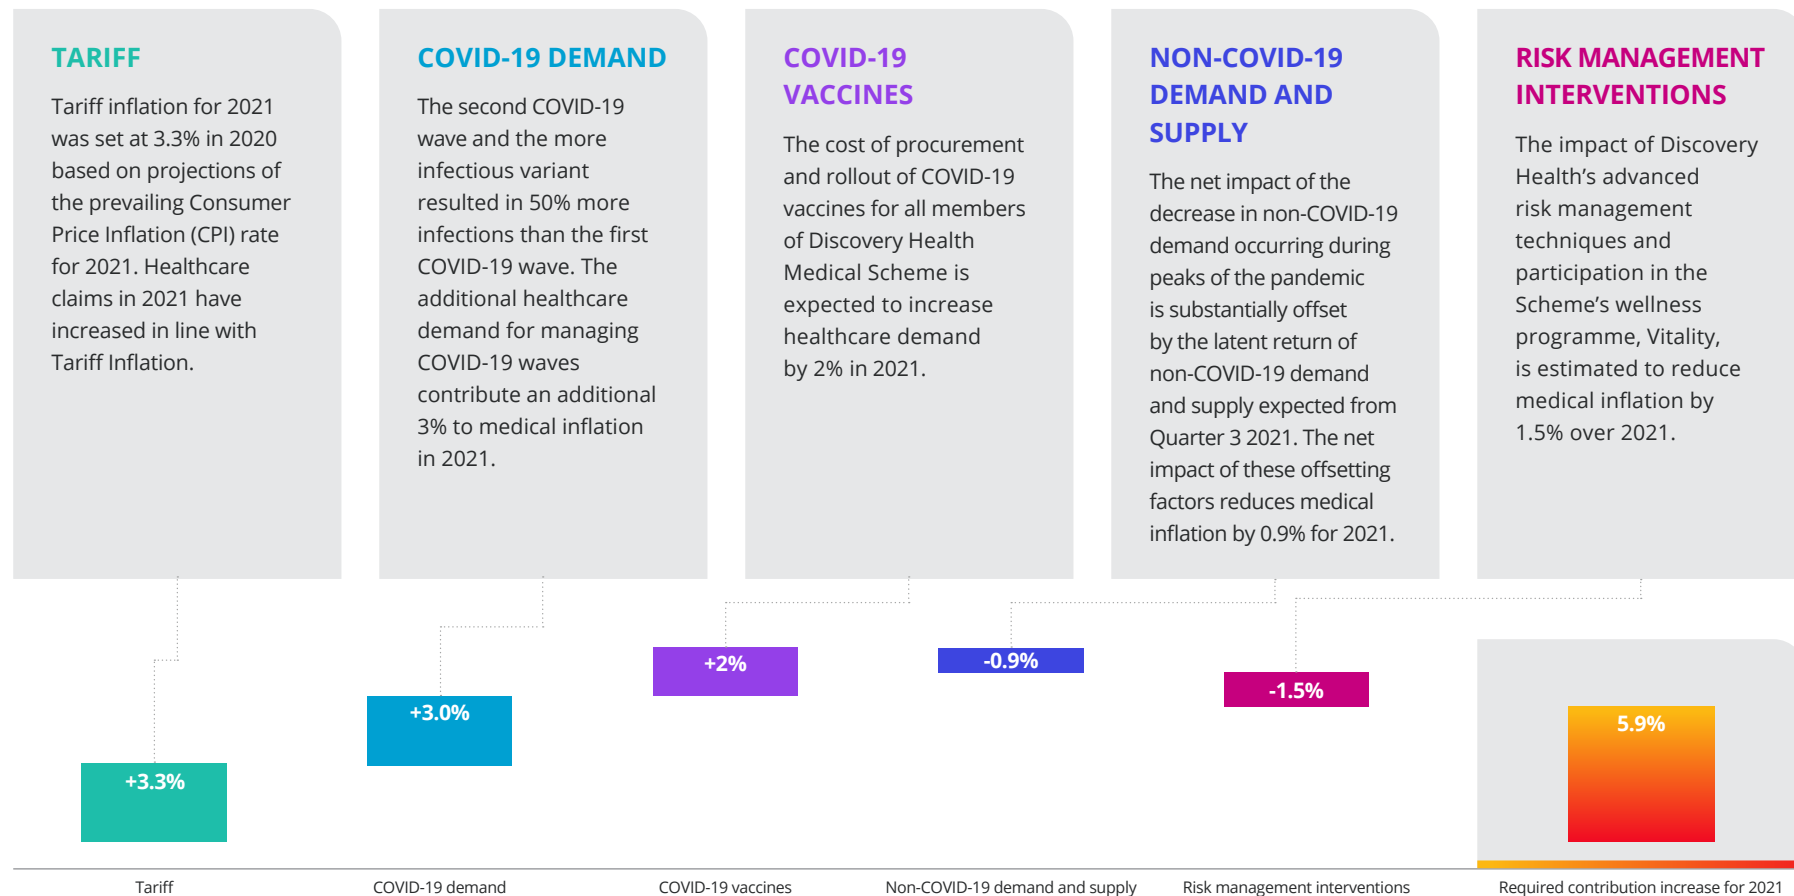 TARIFF
Tariff inflation for 2021
was set at 3.3% in 2020
based on projections of
the prevailing Consumer
Price Inflation (CPI) rate
for 2021. Healthcare
claims in 2021 have
increased in line with
Tariff Inflation.
COVID-19 DEMAND
The second COVID-19
wave and the more
infectious variant
resulted in 50% more
infections than the first
COVID-19 wave. The
additional healthcare
demand for managing
COVID-19 waves
contribute an additional
3% to medical inflation
in 2021.
COVID-19
VACCINES
The cost of procurement
and rollout of COVID-19
vaccines for all members
of Discovery Health
Medical Scheme is
expected to increase
healthcare demand
by 2% in 2021.
NON-COVID-19
DEMAND AND
SUPPLY
The net impact of the
decrease in non-COVID-19
demand occurring during
peaks of the pandemic
is substantially offset
by the latent return of
non-COVID-19 demand
and supply expected from
Quarter 3 2021. The net
impact of these offsetting
factors reduces medical
inflation by 0.9% for 2021.
RISK MANAGEMENT
INTERVENTIONS
The impact of Discovery
Health’s advanced
risk management
techniques and
participation in the
Scheme’s wellness
programme, Vitality,
is estimated to reduce
medical inflation by
1.5% over 2021.
+3.3%
+3.0%
+2%
-0.9%
-1.5%
5.9%
Tariff
COVID-19 demand
COVID-19 vaccines
Non-COVID-19 demand and supply
Risk management interventions
Required contribution increase for 2021